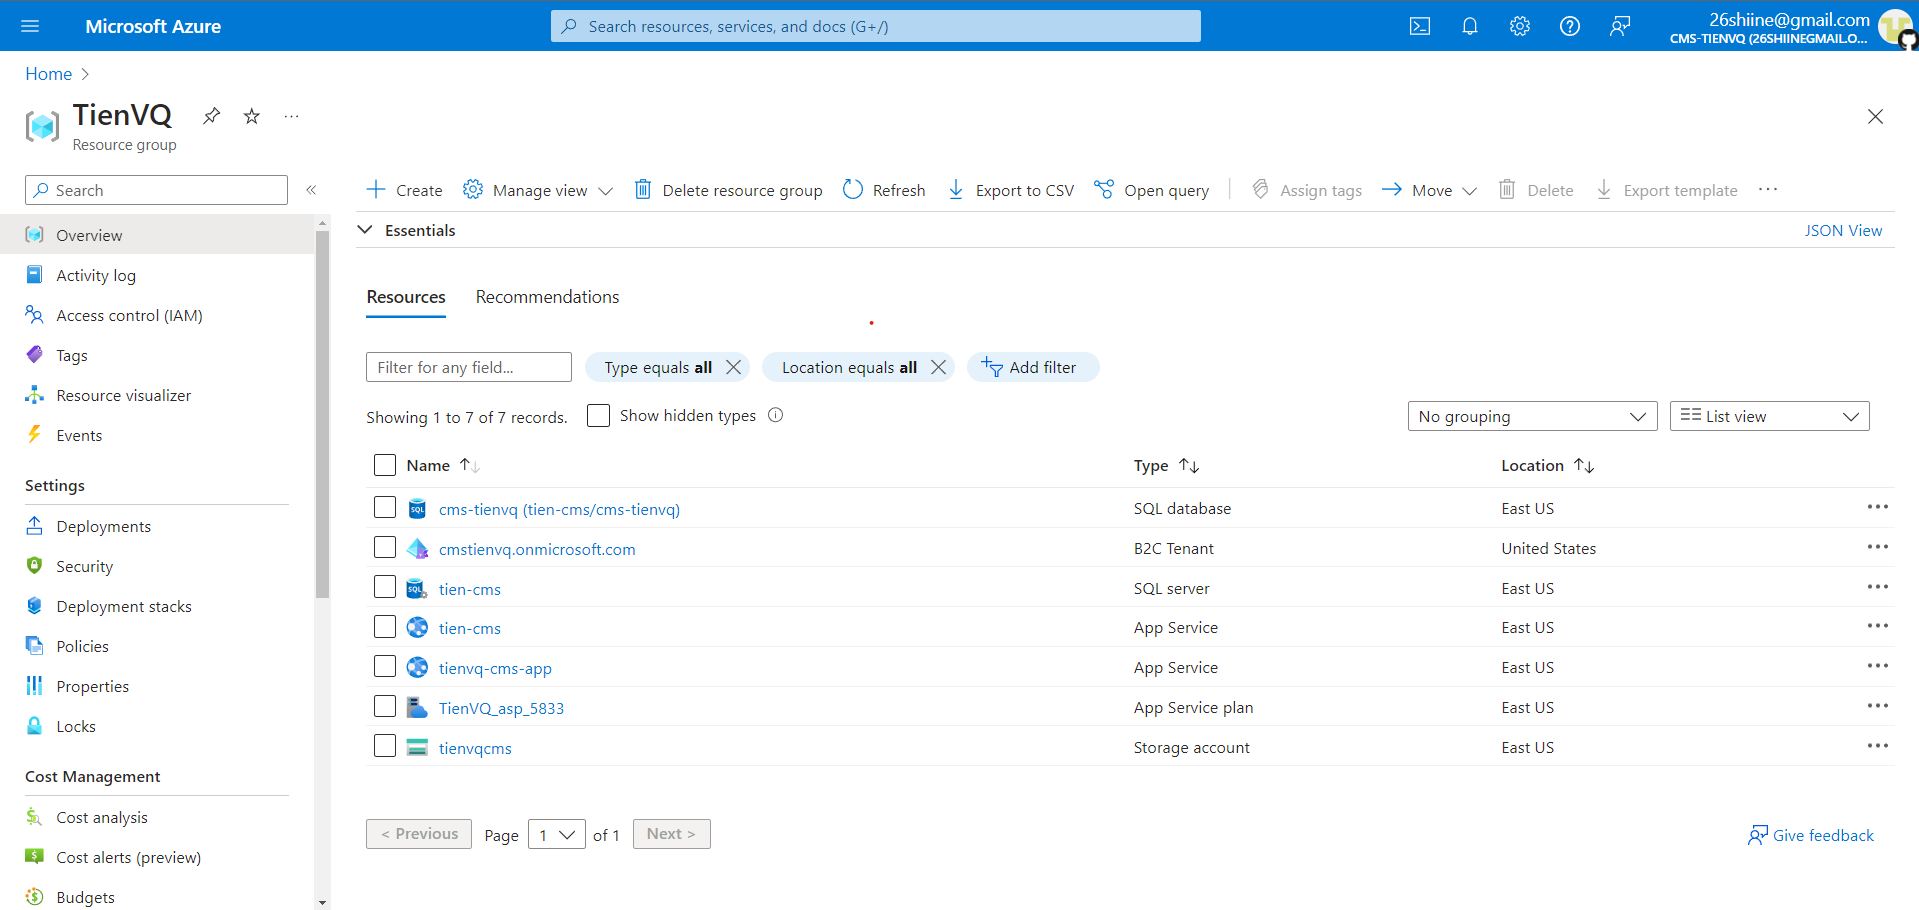 Microsoft Azure
Search resources, services, and docs (G+/)
26shiine@gmail.com
CMS-TIENVQ (26SHIINEGMAIL.O...
Home
TienVQ
Resource group
Search
Create
Manage view
Delete resource group
Refresh
Export to CSV
Open query
Assign tags
Move
Delete
Export template
Overview
Activity log
Access control (IAM)
Tags
Resource visualizer
Events
Settings
Deployments
Security
Deployment stacks
Policies
Properties
Locks
Cost Management
Cost analysis
Cost alerts (preview)
Budgets
Essentials
JSON View
Resources
Recommendations
Filter for any field...
Type equals all
Location equals all
Add filter
Showing 1 to 7 of 7 records.
Show hidden types
No grouping
List view
Name
Type
Location
cms-tienvq (tien-cms/cms-tienvq)
SQL database
East US
cmstienvq.onmicrosoft.com
B2C Tenant
United States
tien-cms
SQL server
East US
tien-cms
App Service
East US
tienvq-cms-app
App Service
East US
TienVQ_asp_5833
App Service plan
East US
tienvqcms
Storage account
East US
< Previous
Page
1
of 1
Next >
Give feedback